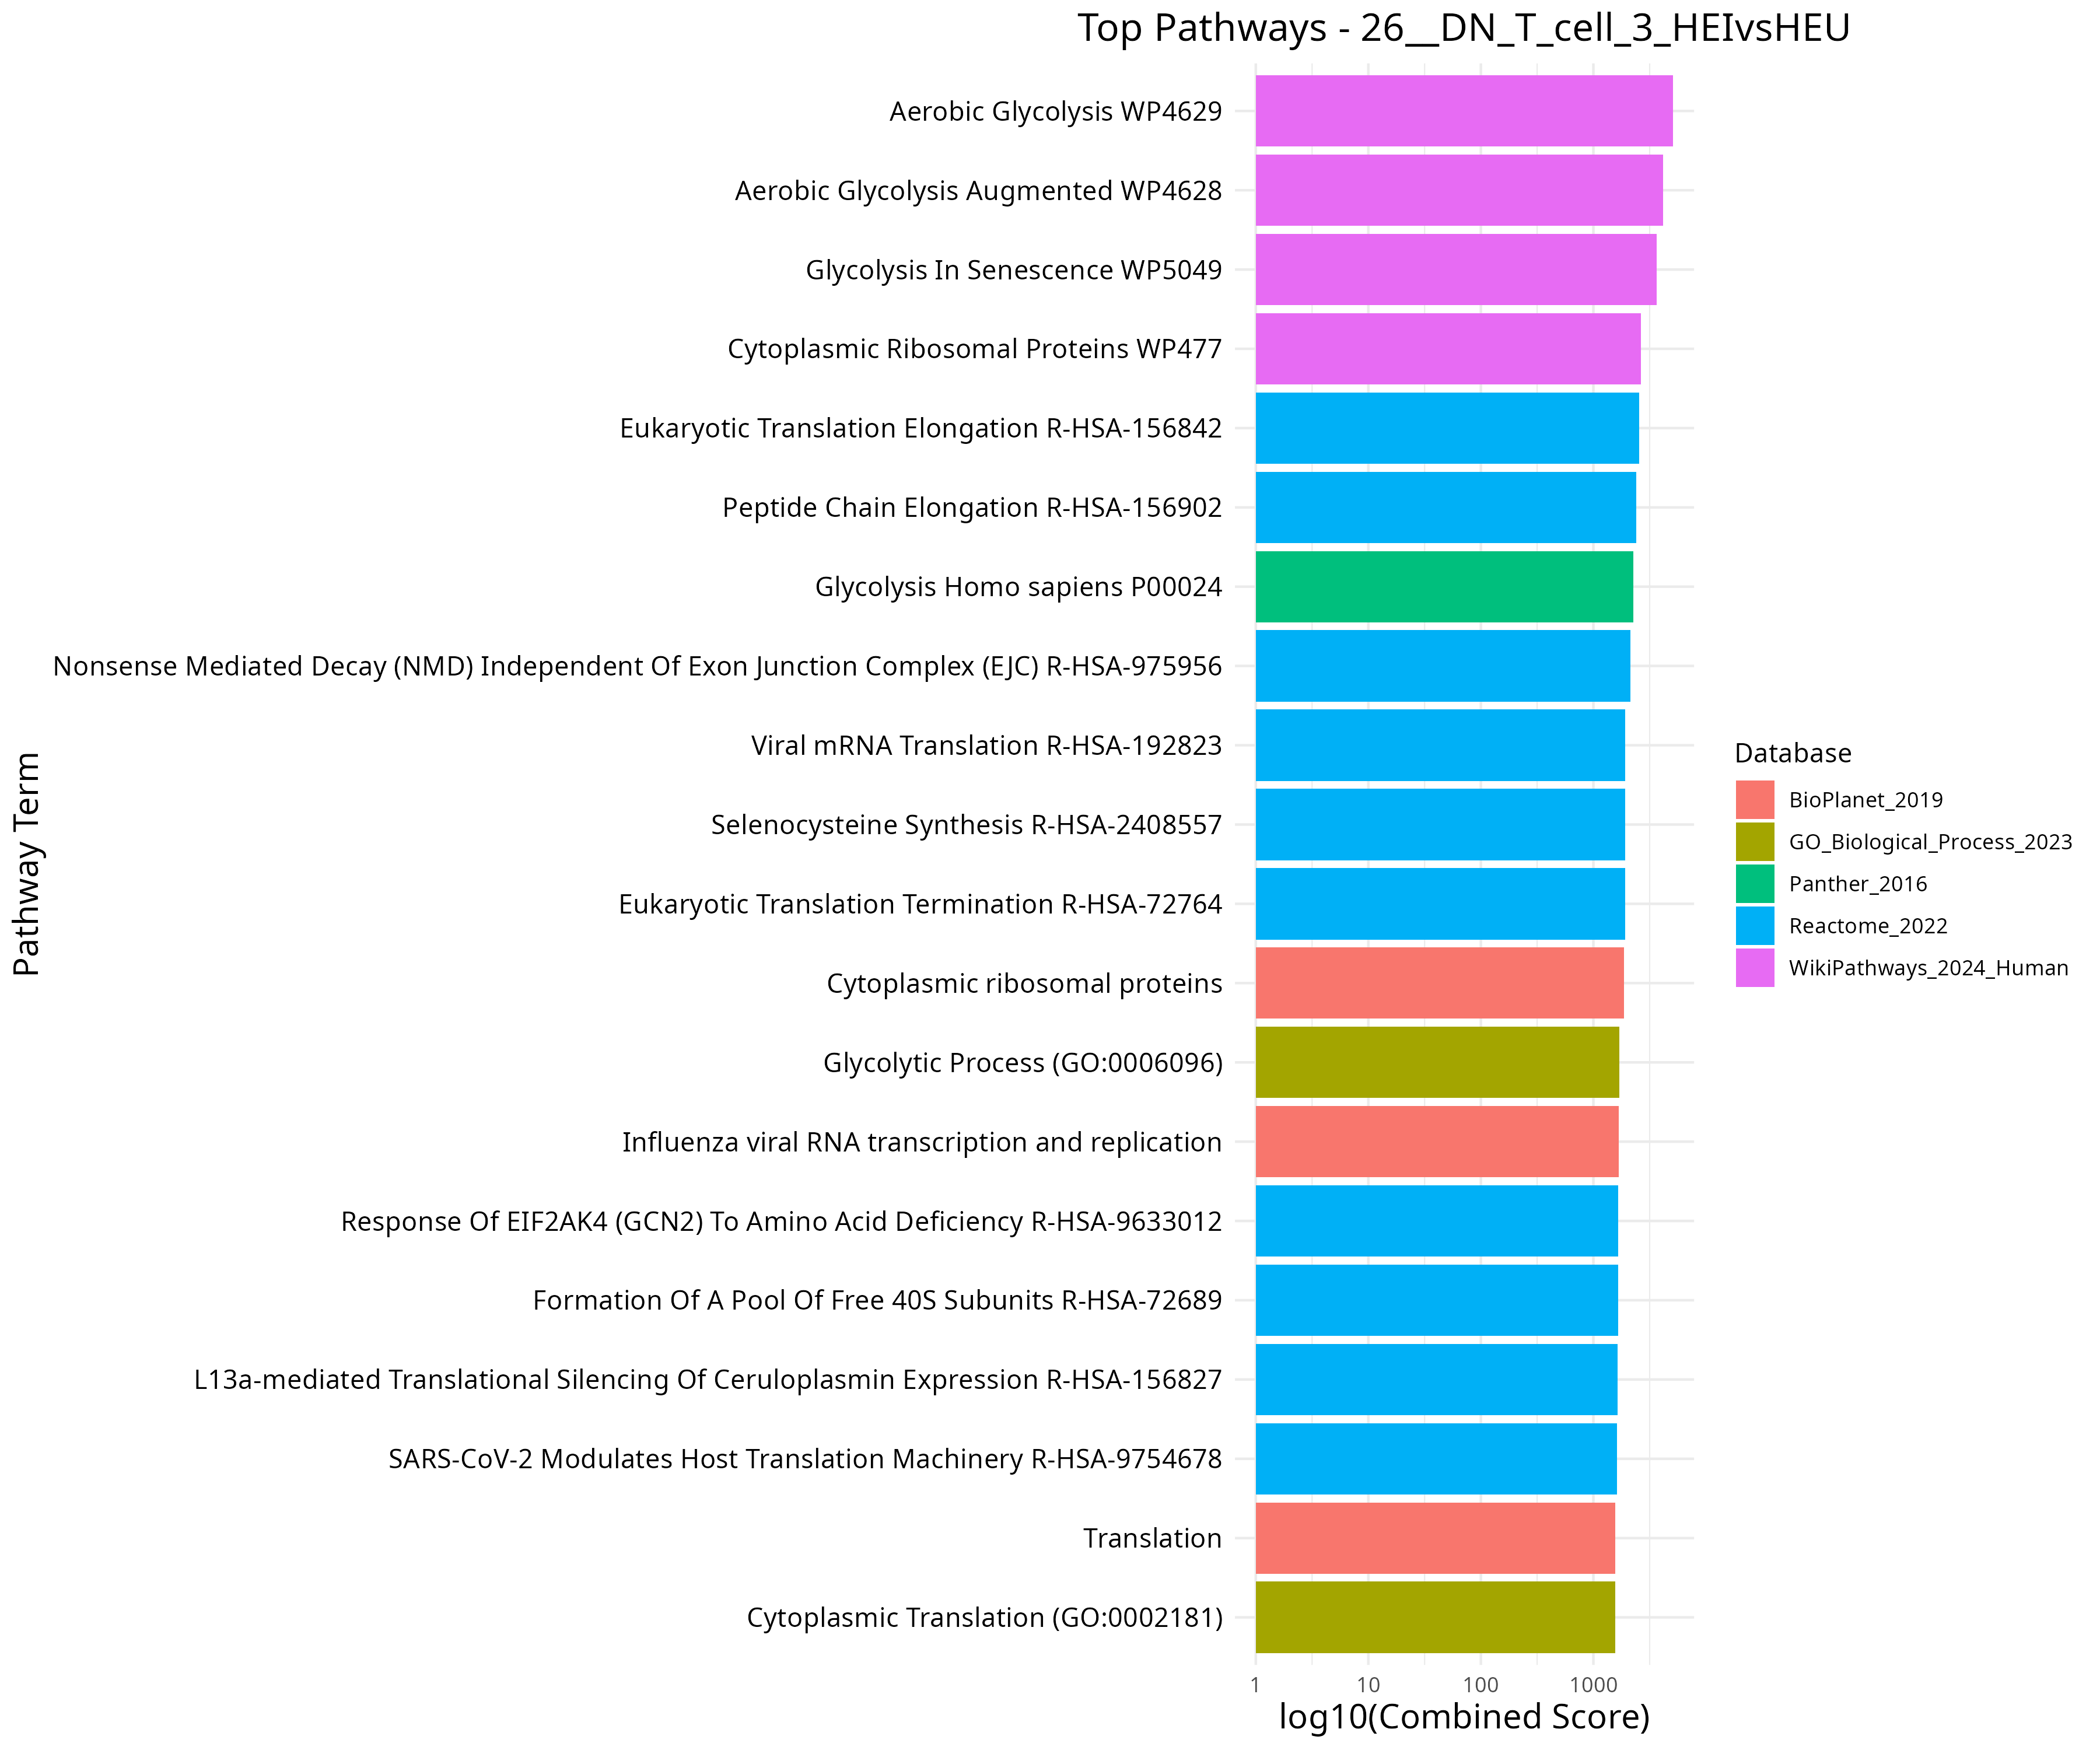 Top Pathways - 26__DN_T_cell_3_HEIvsHEU
Pathway Term
Aerobic Glycolysis WP4629
Aerobic Glycolysis Augmented WP4628
Glycolysis In Senescence WP5049
Cytoplasmic Ribosomal Proteins WP477
Eukaryotic Translation Elongation R-HSA-156842
Peptide Chain Elongation R-HSA-156902
Glycolysis Homo sapiens P00024
Nonsense Mediated Decay (NMD) Independent Of Exon Junction Complex (EJC) R-HSA-975956
Viral mRNA Translation R-HSA-192823
Selenocysteine Synthesis R-HSA-2408557
Eukaryotic Translation Termination R-HSA-72764
Cytoplasmic ribosomal proteins
Glycolytic Process (GO:0006096)
Influenza viral RNA transcription and replication
Response Of EIF2AK4 (GCN2) To Amino Acid Deficiency R-HSA-9633012
Formation Of A Pool Of Free 40S Subunits R-HSA-72689
L13a-mediated Translational Silencing Of Ceruloplasmin Expression R-HSA-156827
SARS-CoV-2 Modulates Host Translation Machinery R-HSA-9754678
Translation
Cytoplasmic Translation (GO:0002181)
1 10 100 1000
log10(Combined Score)
Database
BioPlanet_2019
GO_Biological_Process_2023
Panther_2016
Reactome_2022
WikiPathways_2024_Human